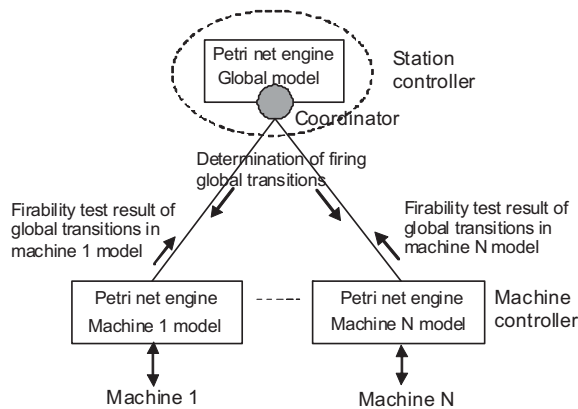 Petri net engine
Global model
Station
controller
Coordinator
Determination of firing
global transitions
Firability test result of
global transitions in
machine 1 model
Firability test result of
global transitions in
machine N model
Petri net engine
Machine 1 model
Petri net engine
Machine N model
Machine
controller
Machine 1
Machine N